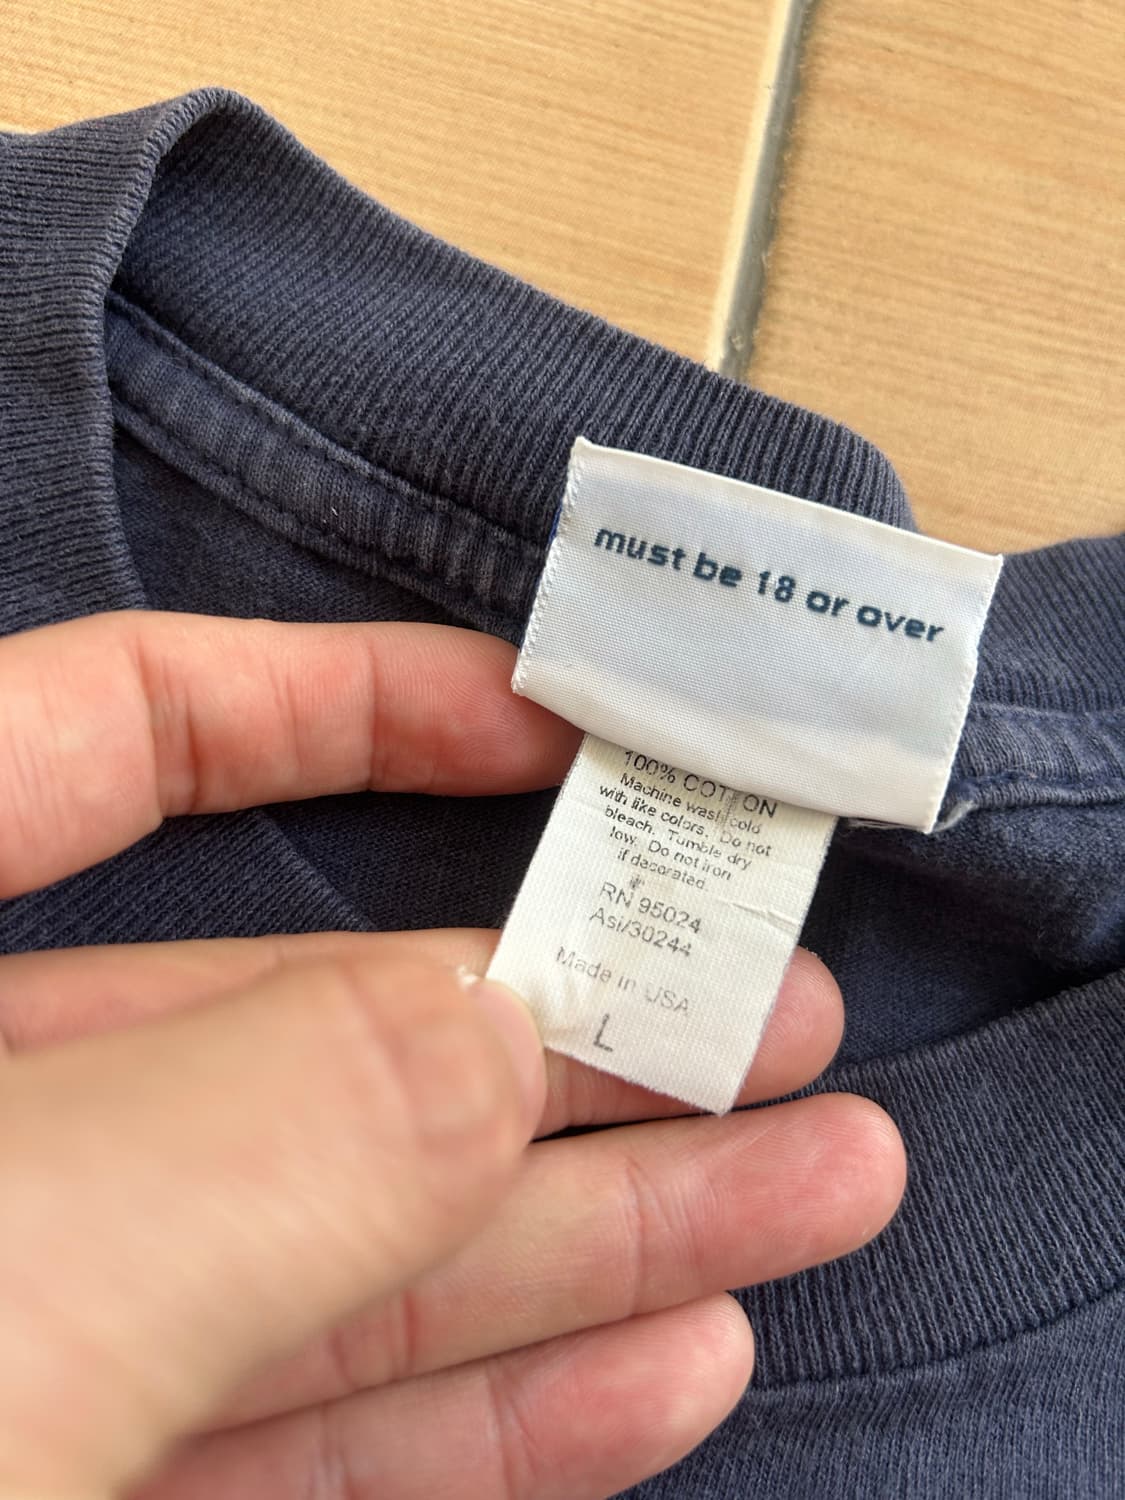 must be 18 or over
100% COTTON
Machine wash cold
with like colors. Do not
bleach. Tumble dry
low. Do not iron
if decorated.
RN 95024
Asi/30244
Made in USA
L